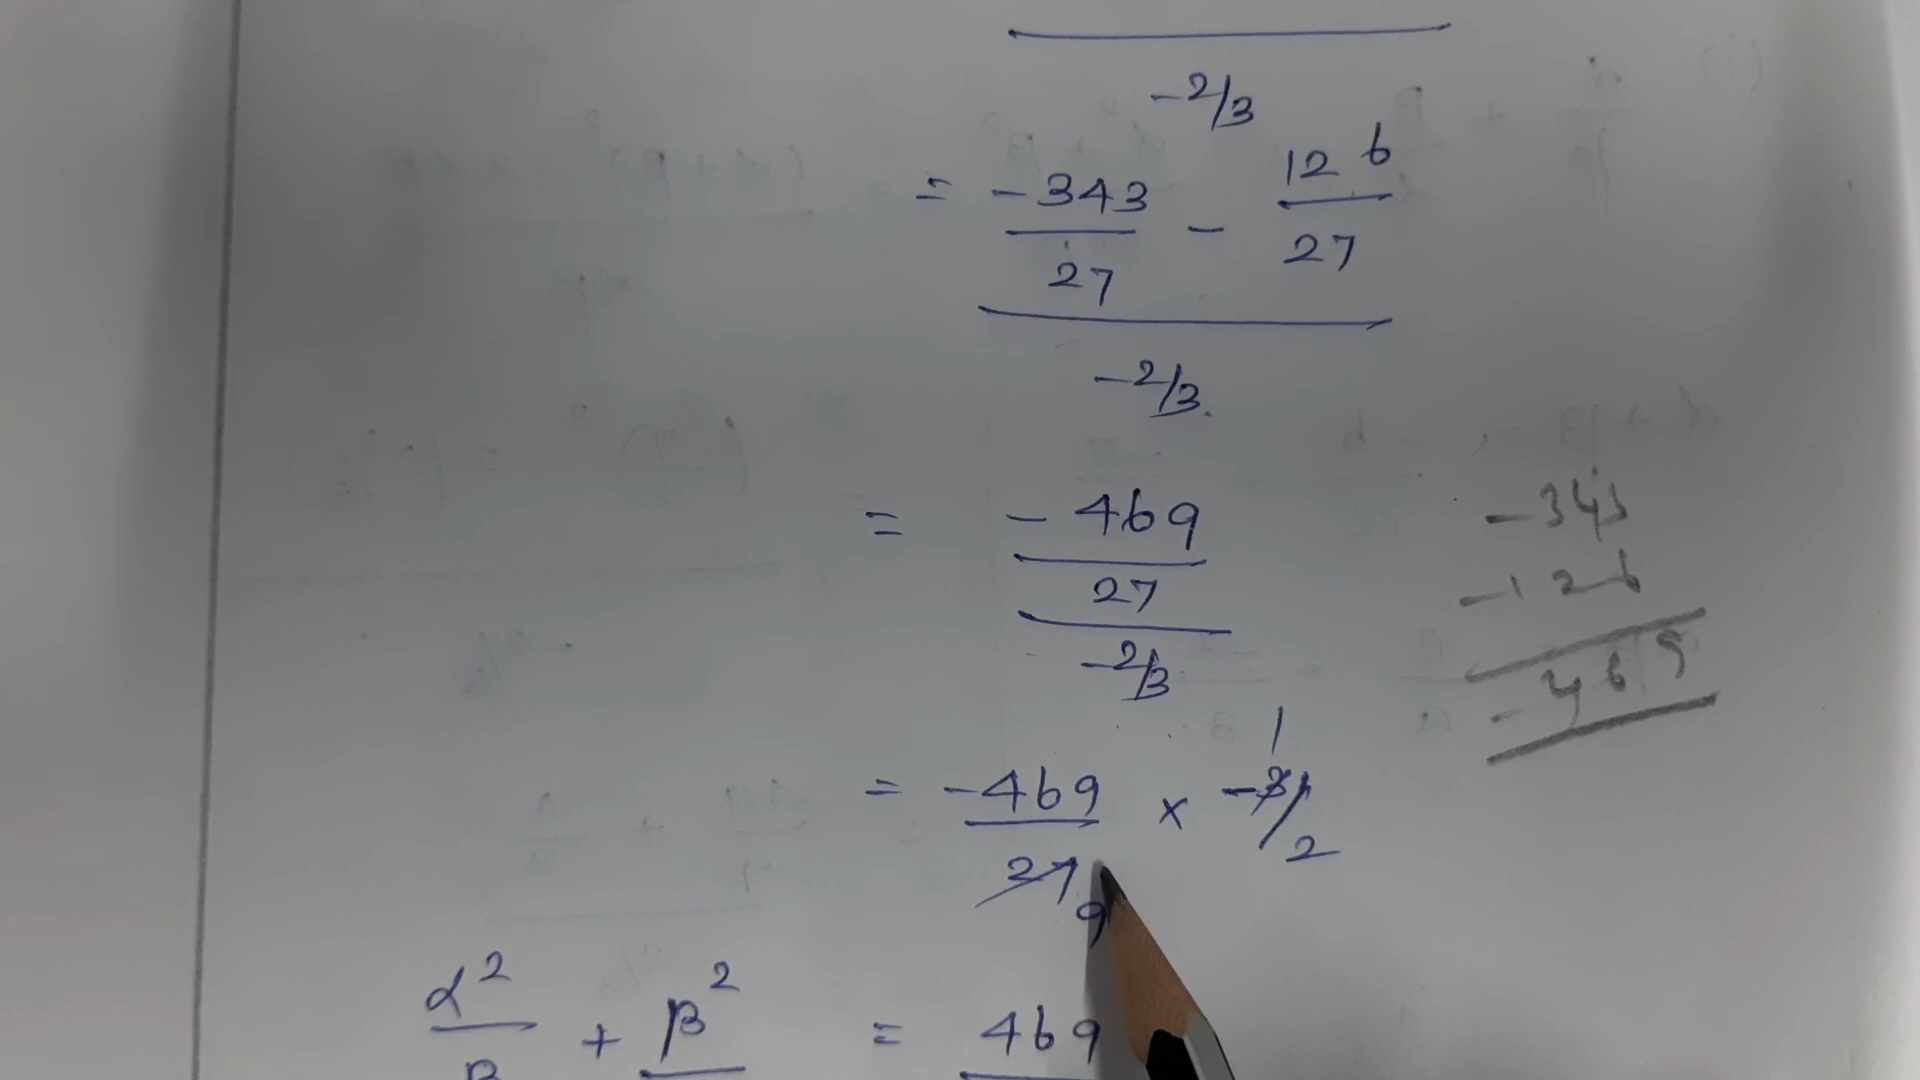 -2/3
= -343/27 - 126/27
-2/3.
= -469
27
-2/3
-343
-126
-469
1
= -469/27 × -3/2
9
α² + β² = 469
β